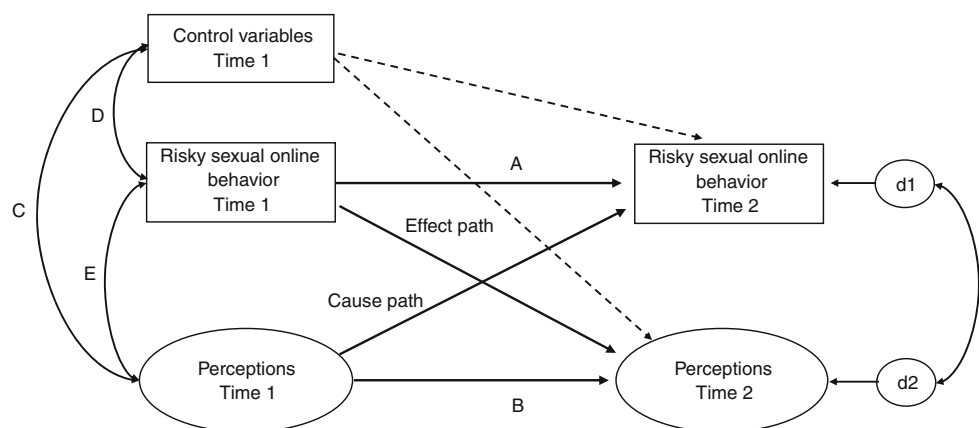 Control variables
Time 1
D
Risky sexual online
behavior
Time 1
A
Risky sexual online
behavior
Time 2
d1
C
Effect path
E
Cause path
Perceptions
Time 1
B
Perceptions
Time 2
d2